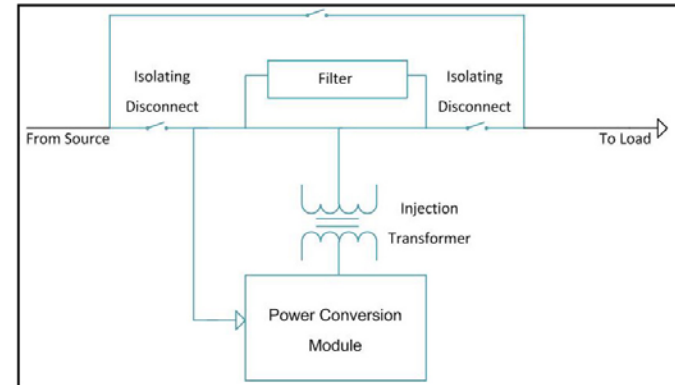 Isolating
Disconnect
Filter
Isolating
Disconnect
From Source
To Load
Injection
Transformer
Power Conversion
Module